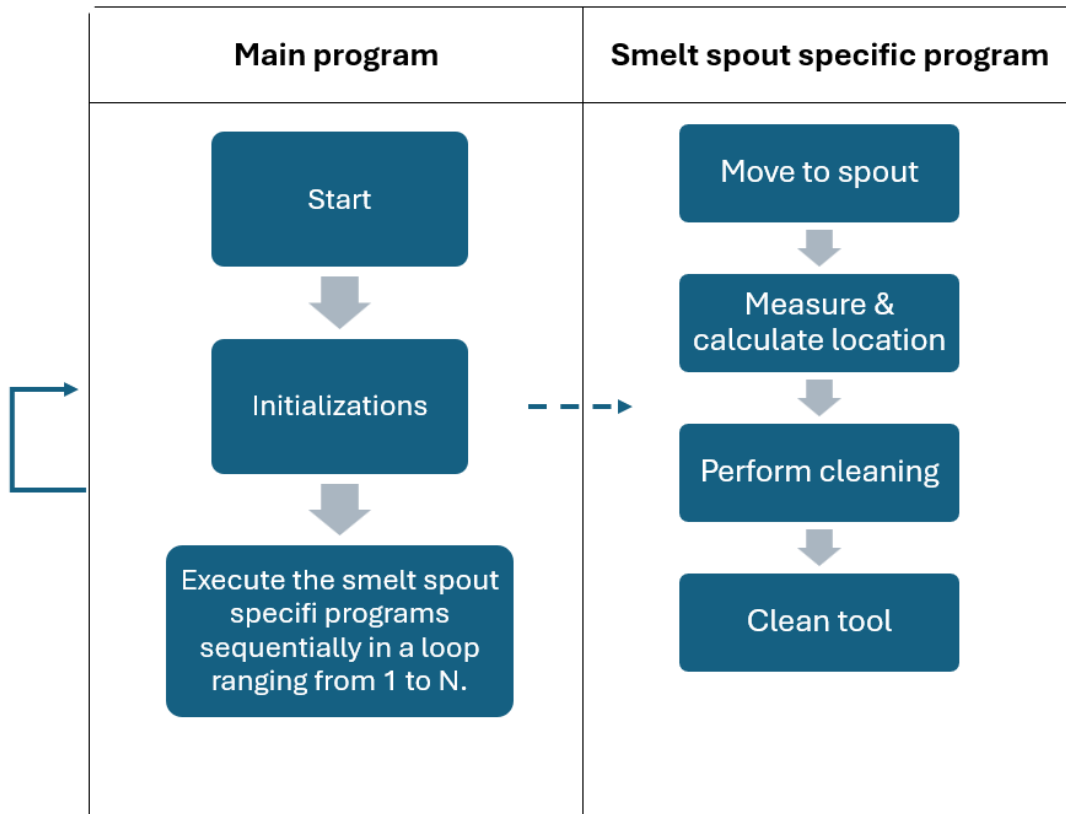 Main program
Smelt spout specific program
Start
Initializations
Execute the smelt spout
specifi programs
sequentially in a loop
ranging from 1 to N.
Move to spout
Measure &
calculate location
Perform cleaning
Clean tool